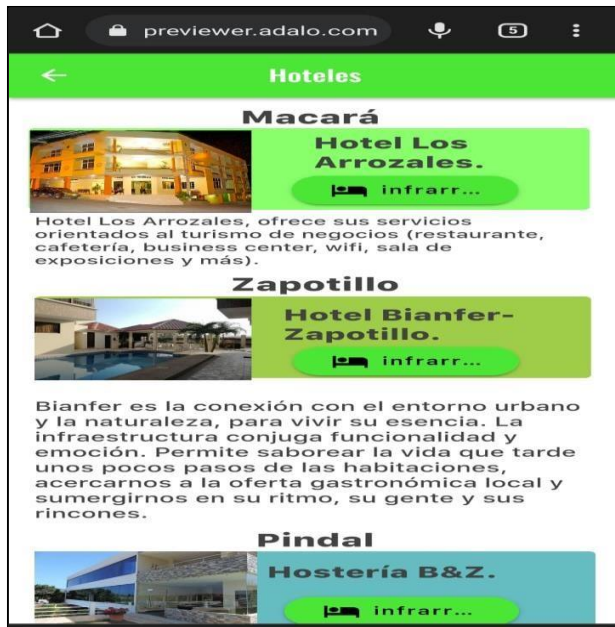 previewer.adalo.com
5
Hoteles
Macará
Hotel Los
Arrozales.
infrarr...
Hotel Los Arrozales, ofrece sus servicios
orientados al turismo de negocios (restaurante,
cafetería, business center, wifi, sala de
exposiciones y más).
Zapotillo
Hotel Bianfer-
Zapotillo.
infrarr...
Bianfer es la conexión con el entorno urbano
y la naturaleza, para vivir su esencia. La
infraestructura conjuga funcionalidad y
emoción. Permite saborear la vida que tarde
unos pocos pasos de las habitaciones,
acercarnos a la oferta gastronómica local y
sumergirnos en su ritmo, su gente y sus
rincones.
Pindal
Hostería B&Z.
infrarr...